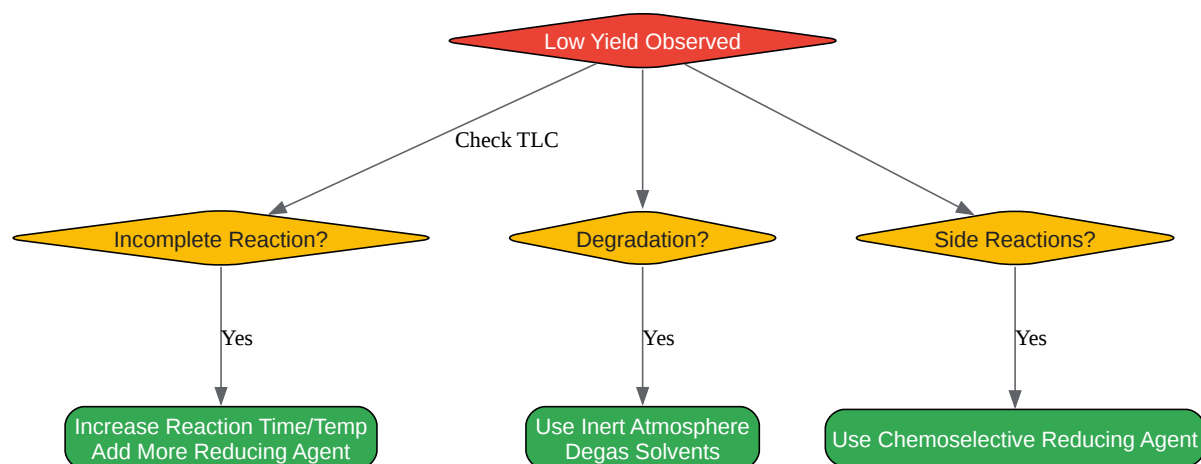 Low Yield Observed
Check TLC
Incomplete Reaction?
Degradation?
Side Reactions?
Yes
Yes
Yes
Increase Reaction Time/Temp
Add More Reducing Agent
Use Inert Atmosphere
Degas Solvents
Use Chemoselective Reducing Agent